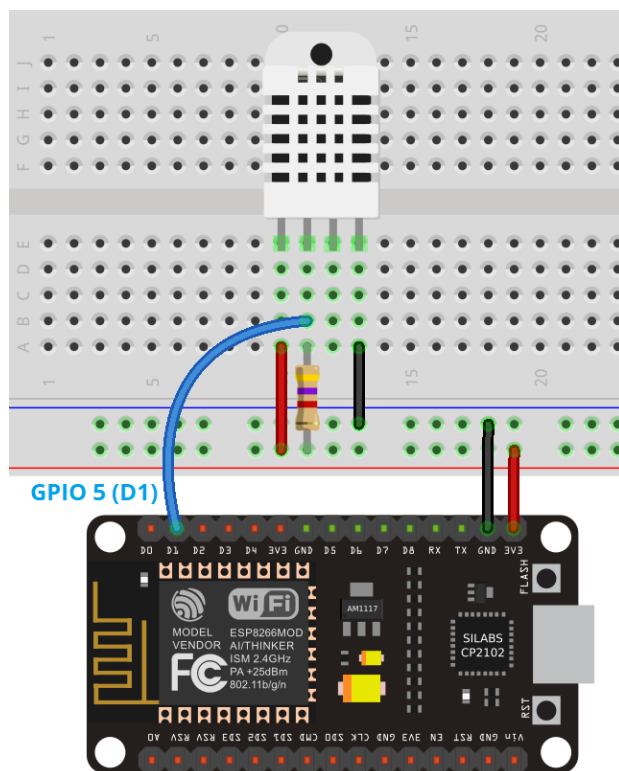 1 5 10 15 20
J
I
H
G
F
E
D
C
B
A
1 5 15 20
GPIO 5 (D1)
D0 D1 D2 D3 D4 3V3 GND D5 D6 D7 D8 RX TX GND 3V3
FLASH
WiFi
MODEL
VENDOR
ESP8266MOD
AI/THINKER
ISM 2.4GHz
PA +25dBm
802.11b/g/n
FC
AM1117
SILABS
CP2102
RST
A0 RSV RSV SD3 SD2 SD1 CMD SD0 CLK GND 3V3 EN RST GND Vin